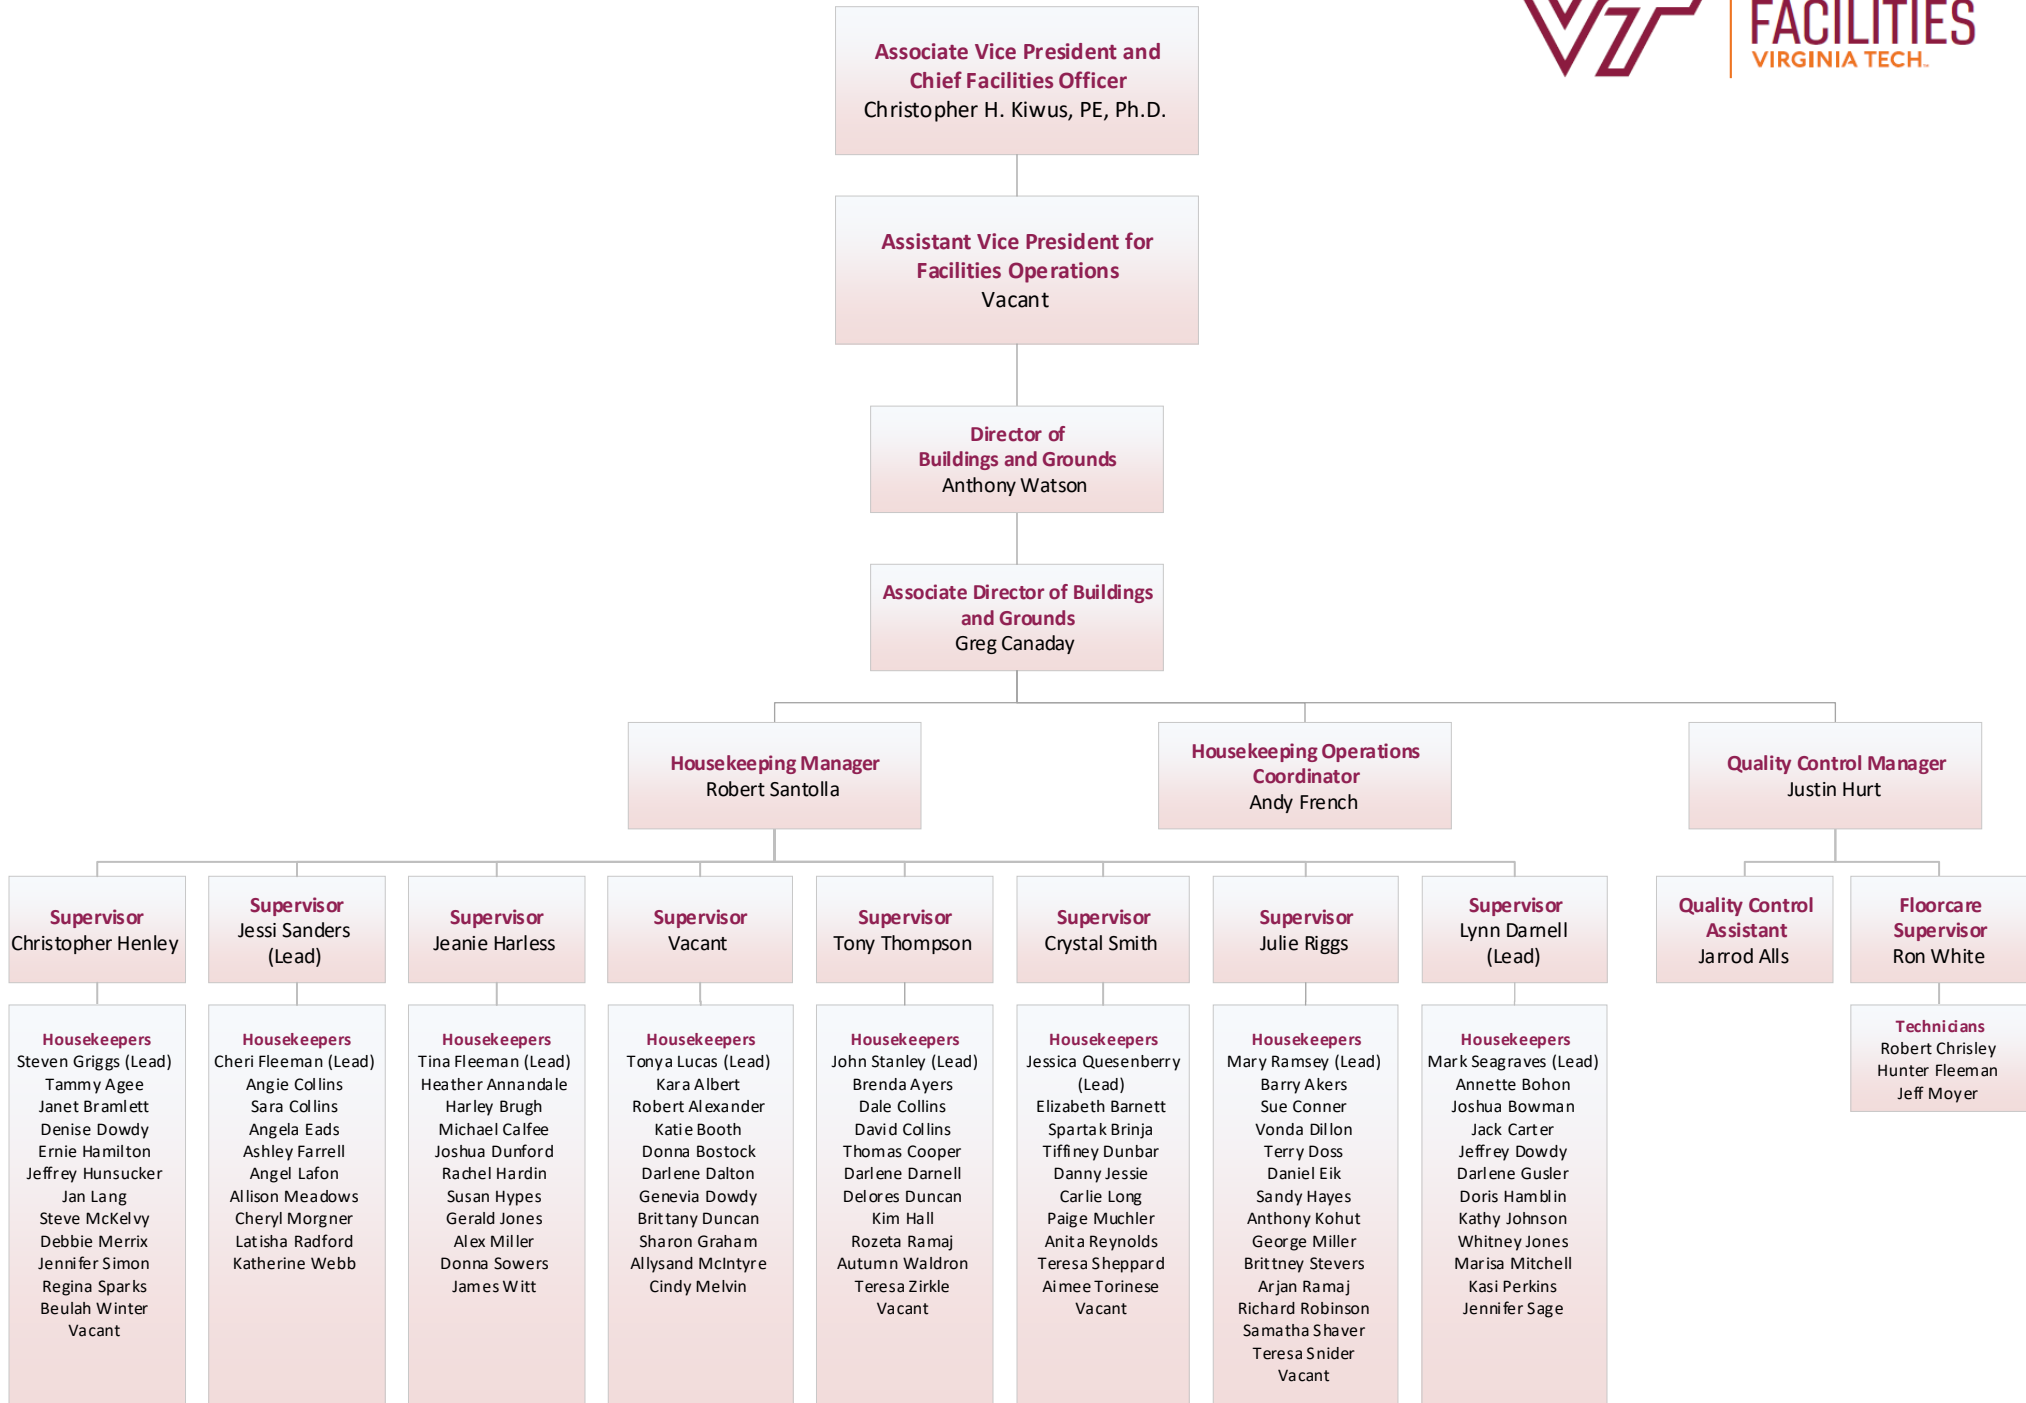 VT
FACILITIES
VIRGINIA TECH™
Associate Vice President and
Chief Facilities Officer
Christopher H. Kiwus, PE, Ph.D.
Assistant Vice President for
Facilities Operations
Vacant
Director of
Buildings and Grounds
Anthony Watson
Associate Director of Buildings
and Grounds
Greg Canaday
Housekeeping Manager
Robert Santolla
Housekeeping Operations
Coordinator
Andy French
Quality Control Manager
Justin Hurt
Supervisor
Christopher Henley
Supervisor
Jessi Sanders
(Lead)
Supervisor
Jeanie Harless
Supervisor
Vacant
Supervisor
Tony Thompson
Supervisor
Crystal Smith
Supervisor
Julie Riggs
Supervisor
Lynn Darnell
(Lead)
Quality Control
Assistant
Jarrod Alls
Floorcare
Supervisor
Ron White
Housekeepers
Steven Griggs (Lead)
Tammy Agee
Janet Bramlett
Denise Dowdy
Ernie Hamilton
Jeffrey Hunsucker
Jan Lang
Steve McKelvy
Debbie Merrix
Jennifer Simon
Regina Sparks
Beulah Winter
Vacant
Housekeepers
Cheri Fleeman (Lead)
Angie Collins
Sara Collins
Angela Eads
Ashley Farrell
Angel Lafon
Allison Meadows
Cheryl Morgner
Latisha Radford
Katherine Webb
Housekeepers
Tina Fleeman (Lead)
Heather Annandale
Harley Brugh
Michael Calfee
Joshua Dunford
Rachel Hardin
Susan Hypes
Gerald Jones
Alex Miller
Donna Sowers
James Witt
Housekeepers
Tonya Lucas (Lead)
Kara Albert
Robert Alexander
Katie Booth
Donna Bostock
Darlene Dalton
Genevia Dowdy
Brittany Duncan
Sharon Graham
Allysand McIntyre
Cindy Melvin
Housekeepers
John Stanley (Lead)
Brenda Ayers
Dale Collins
David Collins
Thomas Cooper
Darlene Darnell
Delores Duncan
Kim Hall
Rozeta Ramaj
Autumn Waldron
Teresa Zirkle
Vacant
Housekeepers
Jessica Quesenberry
(Lead)
Elizabeth Barnett
Spartak Brinja
Tiffiney Dunbar
Danny Jessie
Carlie Long
Paige Muchler
Anita Reynolds
Teresa Sheppard
Aimee Torinese
Vacant
Housekeepers
Mary Ramsey (Lead)
Barry Akers
Sue Conner
Vonda Dillon
Terry Doss
Daniel Eik
Sandy Hayes
Anthony Kohut
George Miller
Brittney Stevers
Arjan Ramaj
Richard Robinson
Samatha Shaver
Teresa Snider
Vacant
Housekeepers
Mark Seagraves (Lead)
Annette Bohon
Joshua Bowman
Jack Carter
Jeffrey Dowdy
Darlene Gusler
Doris Hamblin
Kathy Johnson
Whitney Jones
Marisa Mitchell
Kasi Perkins
Jennifer Sage
Technicians
Robert Chrisley
Hunter Fleeman
Jeff Moyer